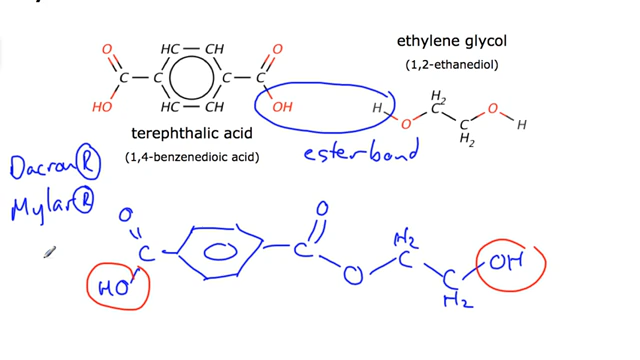 ethylene glycol
(1,2-ethanediol)
O HC CH O
C C C C
HO HC CH OH
H O H2 C C H2 O H
terephthalic acid
(1,4-benzenedioic acid)
ester bond
Dacron®
Mylar®
O O H2
C C C OH
HO O C
H2